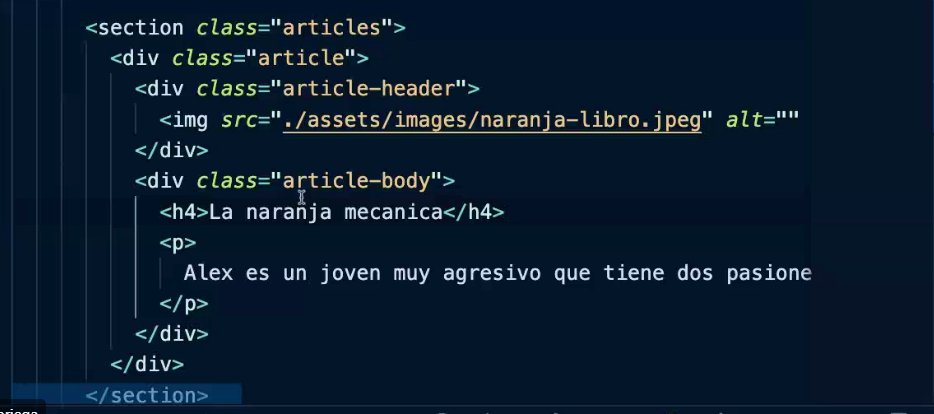 <section class="articles">
<div class="article">
<div class="article-header">
<img src="./assets/images/naranja-libro.jpeg" alt=""
</div>
<div class="article-body">
<h4>La naranja mecanica</h4>
<p>
Alex es un joven muy agresivo que tiene dos pasione
</p>
</div>
</div>
</section>